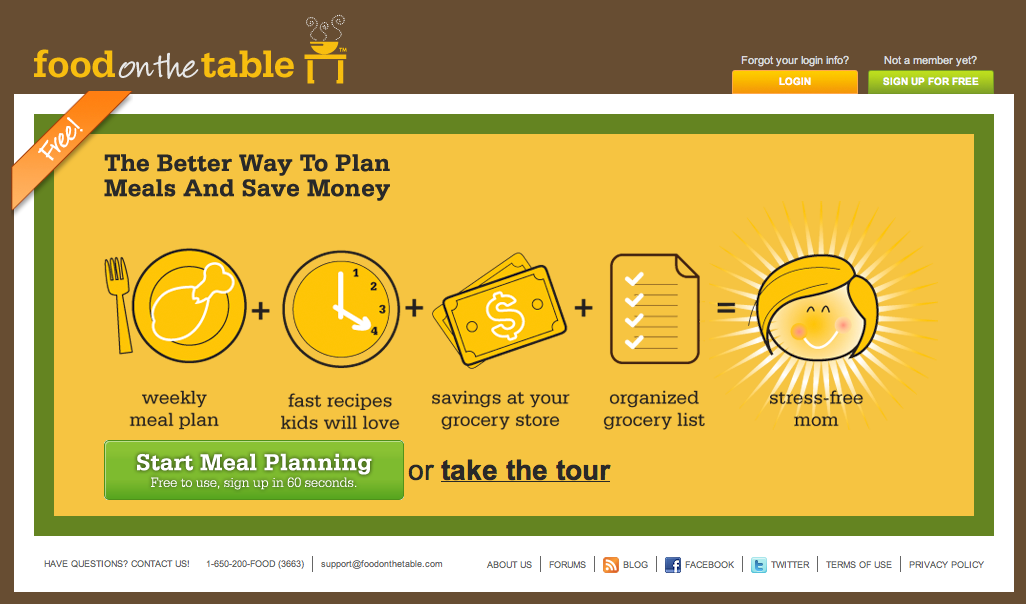 foodonthetable™
Forgot your login info?
Not a member yet?
LOGIN
SIGN UP FOR FREE
Free!
The Better Way To Plan
Meals And Save Money
1
2
3
4
+
+
$
+
=
weekly
meal plan
fast recipes
kids will love
savings at your
grocery store
organized
grocery list
stress-free
mom
Start Meal Planning
Free to use, sign up in 60 seconds.
or take the tour
HAVE QUESTIONS? CONTACT US!
1-650-200-FOOD (3663)
support@foodonthetable.com
ABOUT US
FORUMS
BLOG
f FACEBOOK
t TWITTER
TERMS OF USE
PRIVACY POLICY